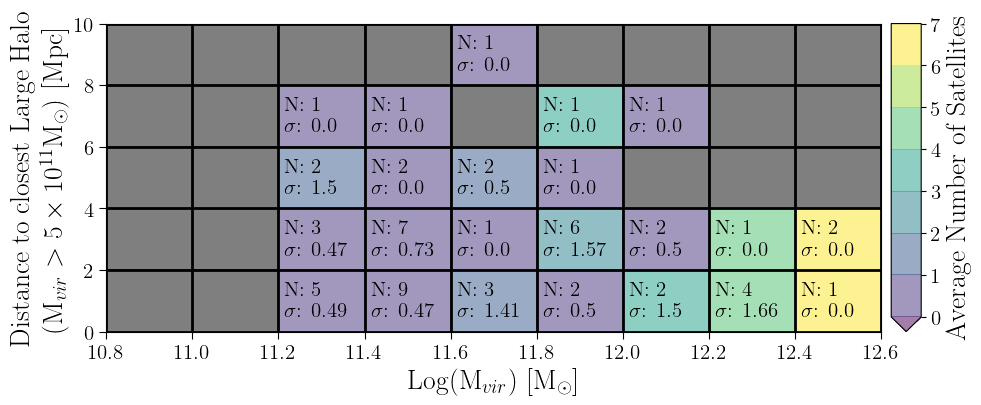 Distance to closest Large Halo
(M_vir > 5 × 10^11 M_⊙) [Mpc]
10
8
6
4
2
0
N: 1
σ: 0.0
N: 1
σ: 0.0
N: 1
σ: 0.0
N: 1
σ: 0.0
N: 1
σ: 0.0
N: 2
σ: 1.5
N: 2
σ: 0.0
N: 2
σ: 0.5
N: 1
σ: 0.0
N: 3
σ: 0.47
N: 7
σ: 0.73
N: 1
σ: 0.0
N: 6
σ: 1.57
N: 2
σ: 0.5
N: 1
σ: 0.0
N: 2
σ: 0.0
N: 5
σ: 0.49
N: 9
σ: 0.47
N: 3
σ: 1.41
N: 2
σ: 0.5
N: 2
σ: 1.5
N: 4
σ: 1.66
N: 1
σ: 0.0
10.8 11.0 11.2 11.4 11.6 11.8 12.0 12.2 12.4 12.6
Log(M_vir) [M_⊙]
7
6
5
4
3
2
1
0
Average Number of Satellites